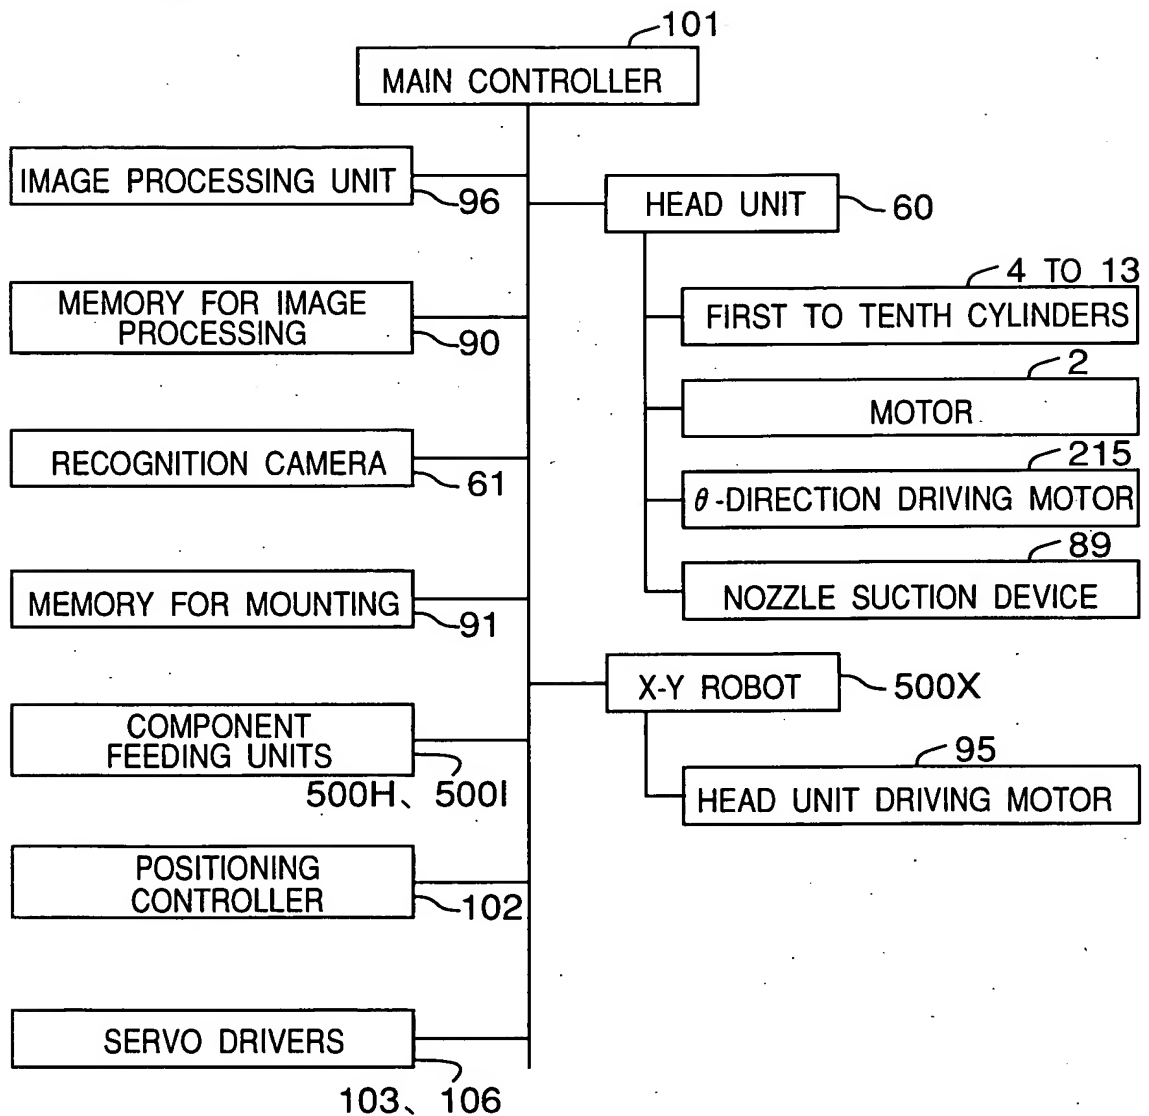 101
MAIN CONTROLLER
IMAGE PROCESSING UNIT
96
HEAD UNIT
60
4 TO 13
FIRST TO TENTH CYLINDERS
MEMORY FOR IMAGE
PROCESSING
90
2
MOTOR
RECOGNITION CAMERA
61
215
θ-DIRECTION DRIVING MOTOR
89
NOZZLE SUCTION DEVICE
MEMORY FOR MOUNTING
91
X-Y ROBOT
500X
COMPONENT
FEEDING UNITS
500H、500I
95
HEAD UNIT DRIVING MOTOR
POSITIONING
CONTROLLER
102
SERVO DRIVERS
103、106